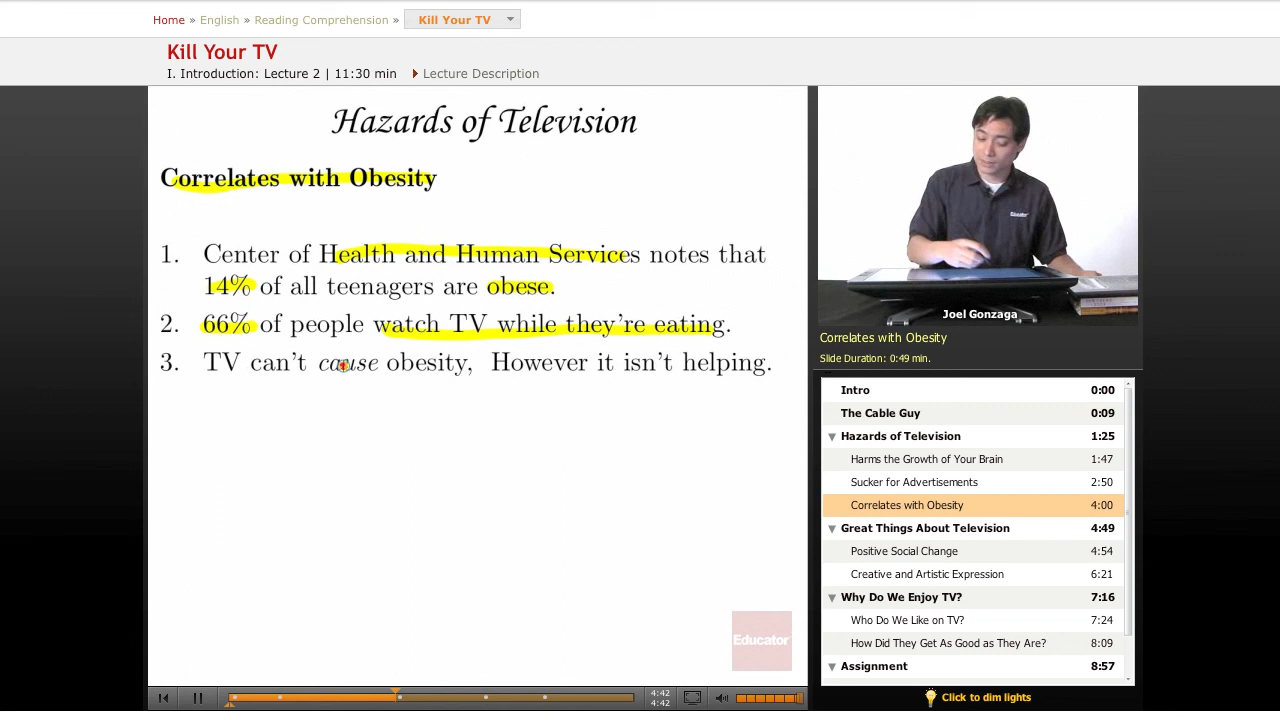 Home » English » Reading Comprehension » Kill Your TV
Kill Your TV
I. Introduction: Lecture 2 | 11:30 min Lecture Description
Hazards of Television
Correlates with Obesity
1. Center of Health and Human Services notes that
14% of all teenagers are obese.
2. 66% of people watch TV while they're eating.
3. TV can't cause obesity, However it isn't helping.
Educator
4:42
4:42
Educator
Joel Gonzaga
Correlates with Obesity
Slide Duration: 0:49 min.
Intro 0:00
The Cable Guy 0:09
Hazards of Television 1:25
Harms the Growth of Your Brain 1:47
Sucker for Advertisements 2:50
Correlates with Obesity 4:00
Great Things About Television 4:49
Positive Social Change 4:54
Creative and Artistic Expression 6:21
Why Do We Enjoy TV? 7:16
Who Do We Like on TV? 7:24
How Did They Get As Good as They Are? 8:09
Assignment 8:57
Click to dim lights